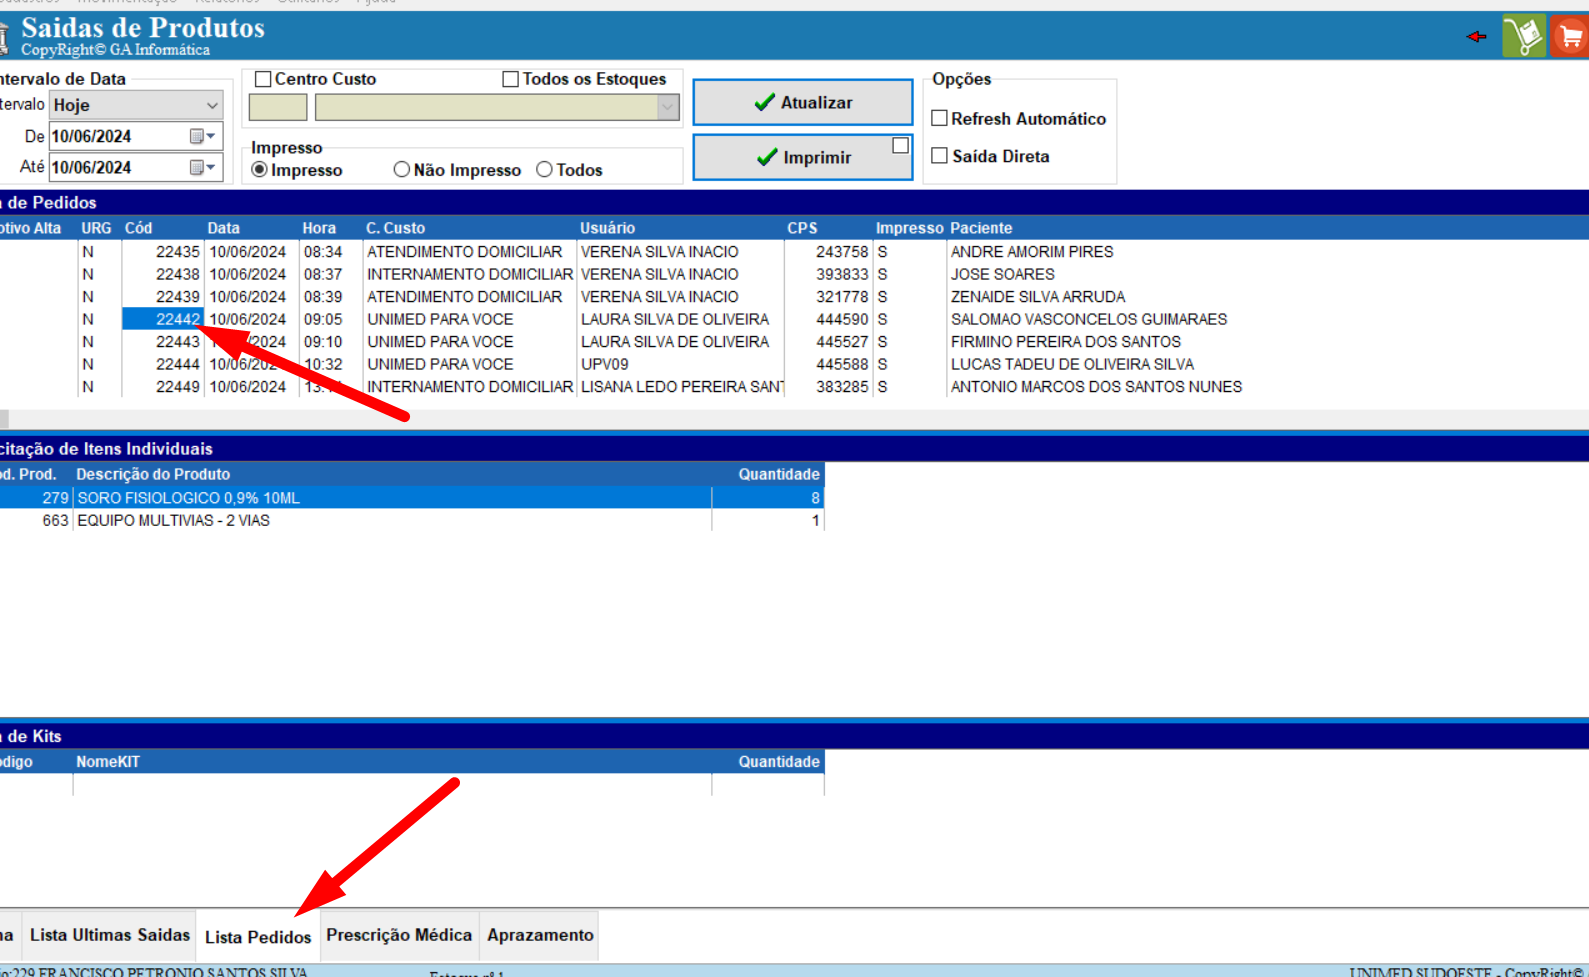 Movimentação Relatórios Utilitários Ajuda
Saidas de Produtos
CopyRight© GA Informática
Intervalo de Data
Intervalo Hoje
De 10/06/2024
Até 10/06/2024
Centro Custo Todos os Estoques
Impresso
Impresso Não Impresso Todos
Atualizar
Imprimir
Opções
Refresh Automático
Saída Direta
de Pedidos
otivo Alta URG Cód Data Hora C. Custo Usuário CPS Impresso Paciente
N 22435 10/06/2024 08:34 ATENDIMENTO DOMICILIAR VERENA SILVA INACIO 243758 S ANDRE AMORIM PIRES
N 22438 10/06/2024 08:37 INTERNAMENTO DOMICILIAR VERENA SILVA INACIO 393833 S JOSE SOARES
N 22439 10/06/2024 08:39 ATENDIMENTO DOMICILIAR VERENA SILVA INACIO 321778 S ZENAIDE SILVA ARRUDA
N 22442 10/06/2024 09:05 UNIMED PARA VOCE LAURA SILVA DE OLIVEIRA 444590 S SALOMAO VASCONCELOS GUIMARAES
N 22443 09:10 UNIMED PARA VOCE LAURA SILVA DE OLIVEIRA 445527 S FIRMINO PEREIRA DOS SANTOS
N 22444 10/06/202 10:32 UNIMED PARA VOCE UPV09 445588 S LUCAS TADEU DE OLIVEIRA SILVA
N 22449 10/06/2024 INTERNAMENTO DOMICILIAR LISANA LEDO PEREIRA SANT 383285 S ANTONIO MARCOS DOS SANTOS NUNES
citação de Itens Individuais
od. Prod. Descrição do Produto Quantidade
279 SORO FISIOLOGICO 0,9% 10ML 8
663 EQUIPO MULTIVIAS - 2 VIAS 1
de Kits
odigo NomeKIT Quantidade
na Lista Ultimas Saidas Lista Pedidos Prescrição Médica Aprazamento
io:229 FRANCISCO PETRONIO SANTOS SILVA Estoque nº 1 UNIMED SUDOESTE - CopyRight©